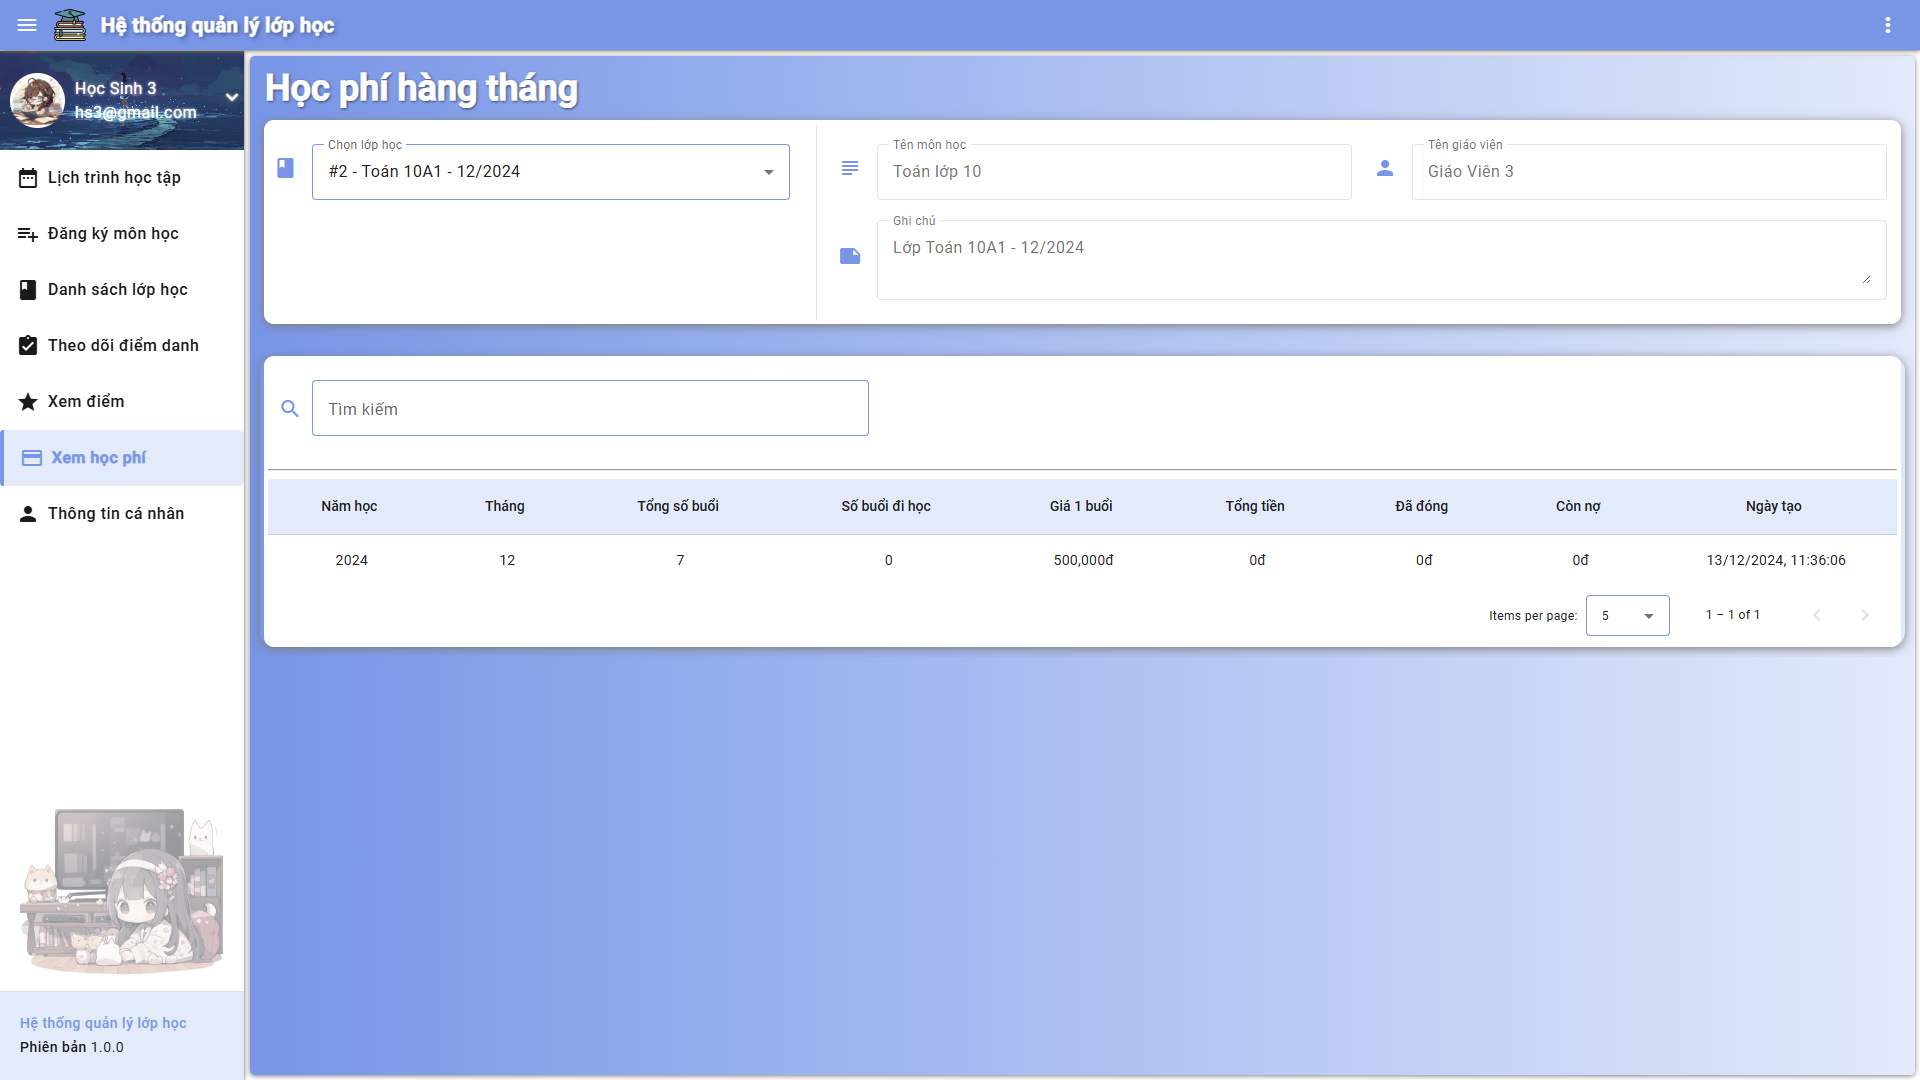 Hệ thống quản lý lớp học
Học Sinh 3
hs3@gmail.com
Lịch trình học tập
Đăng ký môn học
Danh sách lớp học
Theo dõi điểm danh
Xem điểm
Xem học phí
Thông tin cá nhân
Hệ thống quản lý lớp học
Phiên bản 1.0.0
Học phí hàng tháng
Chọn lớp học
#2 - Toán 10A1 - 12/2024
Tên môn học
Toán lớp 10
Tên giáo viên
Giáo Viên 3
Ghi chú
Lớp Toán 10A1 - 12/2024
Tìm kiếm
Năm học Tháng Tổng số buổi Số buổi đi học Giá 1 buổi Tổng tiền Đã đóng Còn nợ Ngày tạo
2024 12 7 0 500,000đ 0đ 0đ 0đ 13/12/2024, 11:36:06
Items per page: 5 1 – 1 of 1